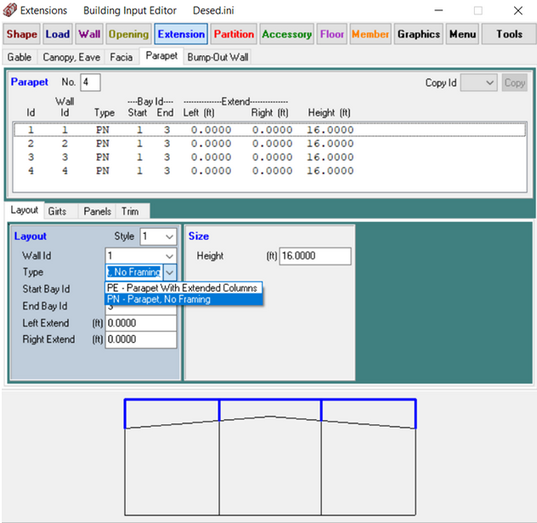 Extensions Building Input Editor Desed.ini
Shape Load Wall Opening Extension Partition Accessory Floor Member Graphics Menu Tools
Gable Canopy, Eave Facia Parapet Bump-Out Wall
Parapet No. 4 Copy Id Copy
Wall ----Bay Id---- --------------Extend-------------
Id Id Type Start End Left (ft) Right (ft) Height (ft)
1 1 PN 1 3 0.0000 0.0000 16.0000
2 2 PN 1 3 0.0000 0.0000 16.0000
3 3 PN 1 3 0.0000 0.0000 16.0000
4 4 PN 1 3 0.0000 0.0000 16.0000
Layout Girts Panels Trim
Layout Style 1 Size
Wall Id 1 Height (ft) 16.0000
Type , No Framing
Start Bay Id PE - Parapet With Extended Columns
End Bay Id PN - Parapet, No Framing
Left Extend (ft) 0.0000
Right Extend (ft) 0.0000